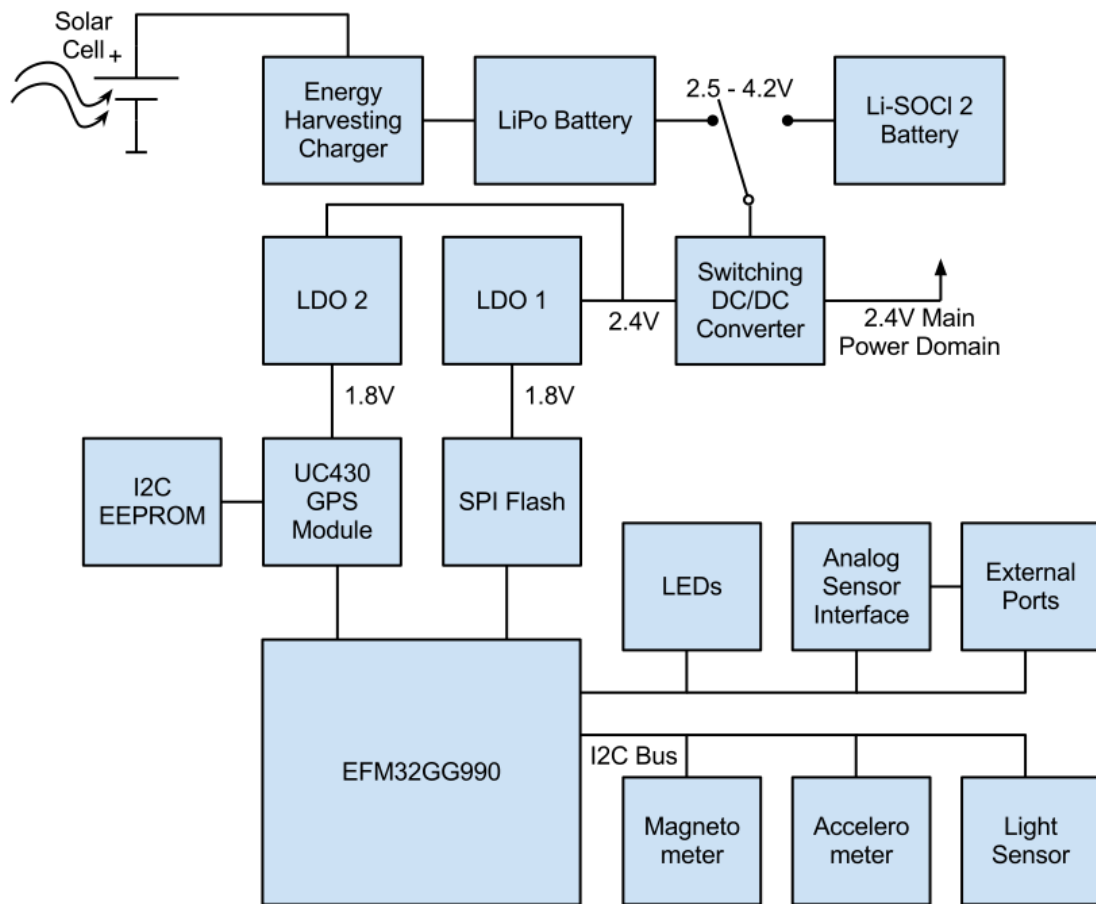 Solar
Cell +
Energy
Harvesting
Charger
LiPo Battery
2.5 - 4.2V
Li-SOCl 2
Battery
LDO 2
LDO 1
2.4V
Switching
DC/DC
Converter
2.4V Main
Power Domain
1.8V
1.8V
I2C
EEPROM
UC430
GPS
Module
SPI Flash
LEDs
Analog
Sensor
Interface
External
Ports
EFM32GG990
I2C Bus
Magneto
meter
Accelero
meter
Light
Sensor